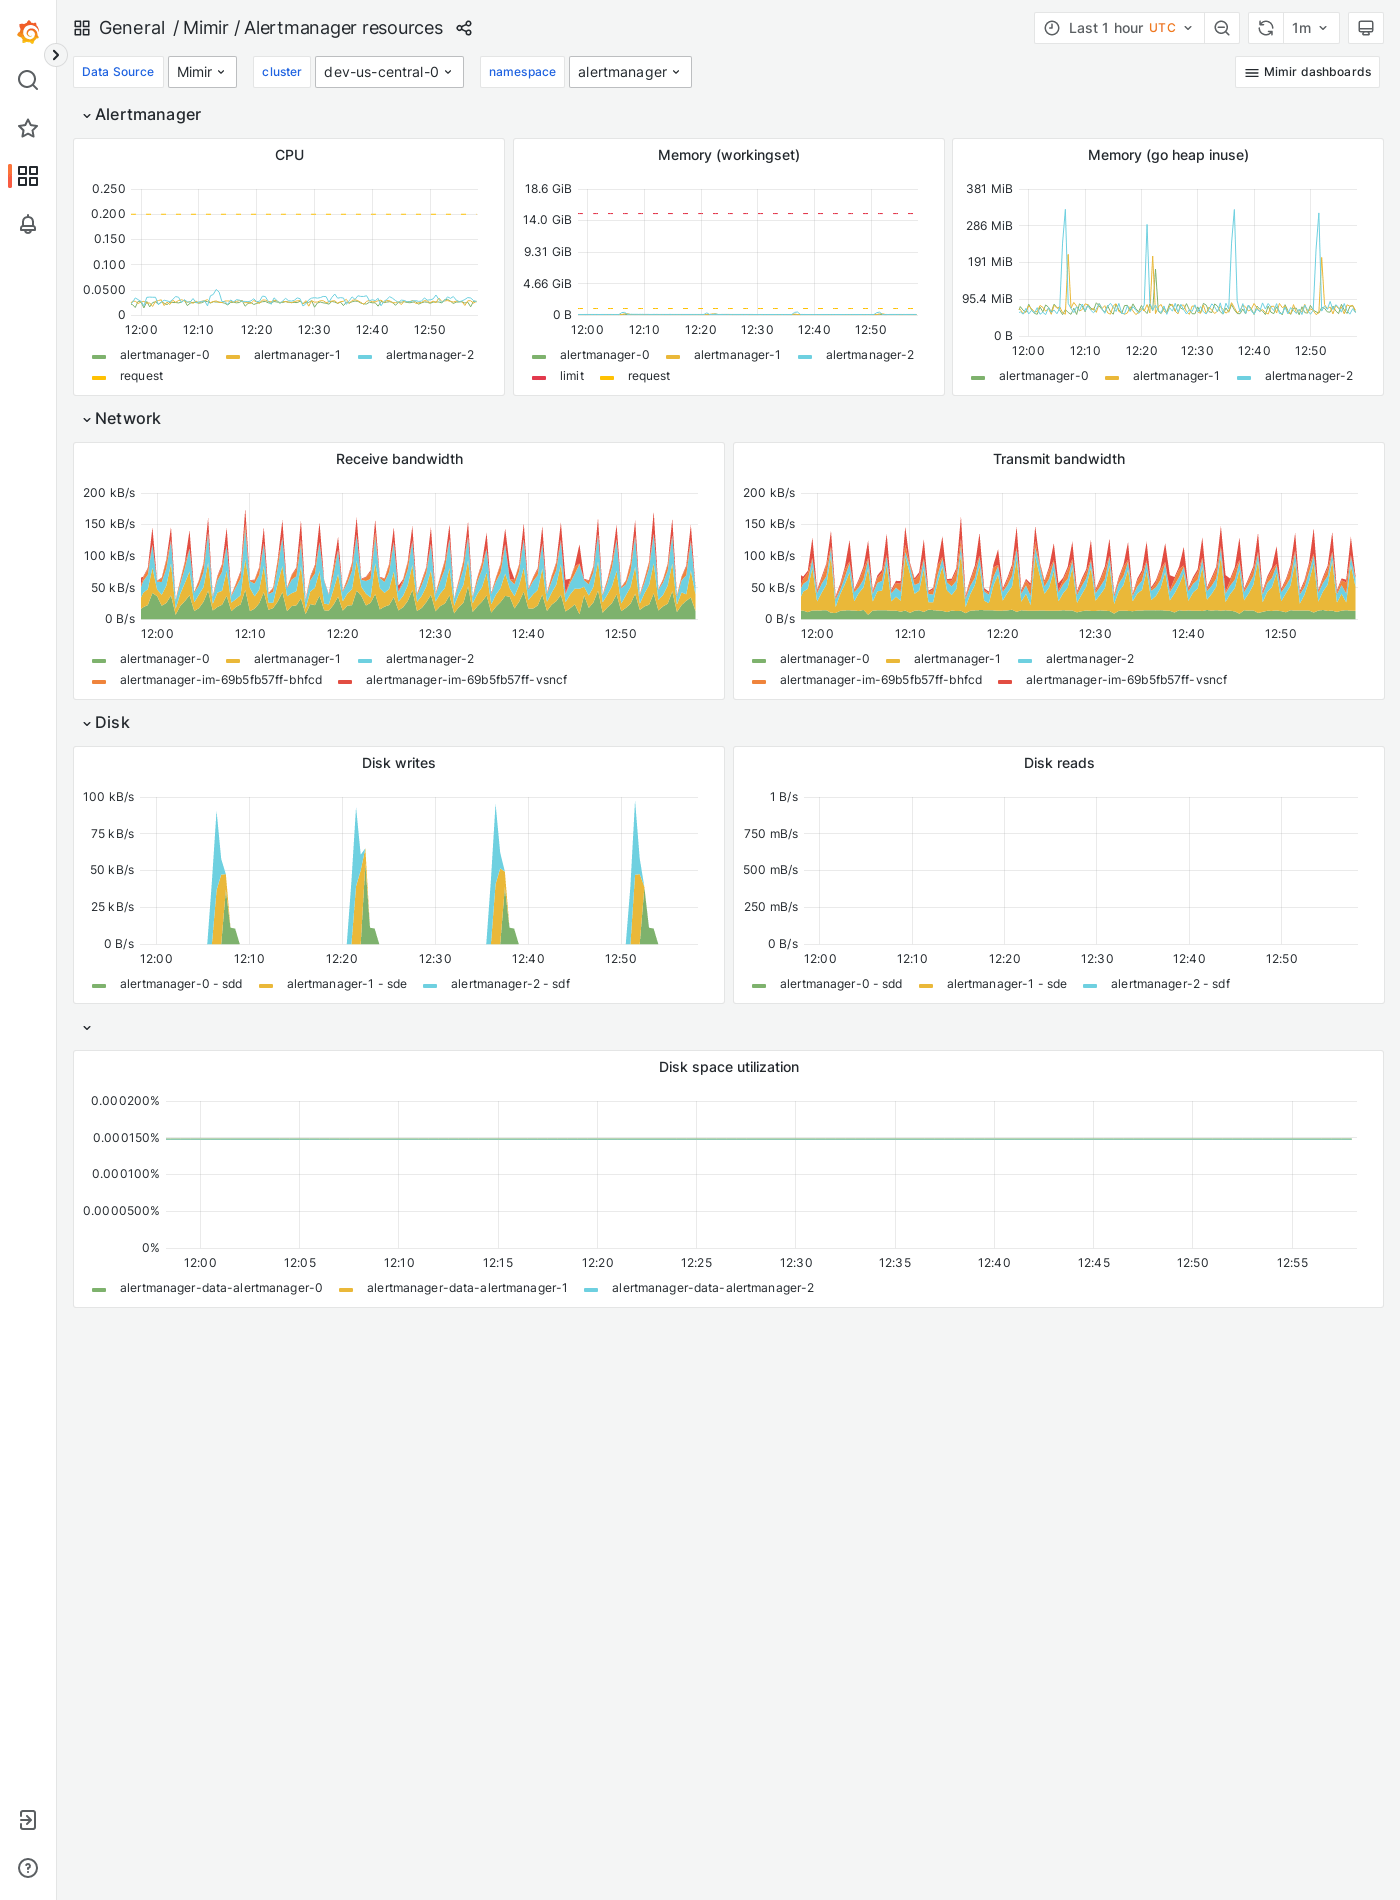 General / Mimir / Alertmanager resources
Last 1 hour UTC
1m
Data Source Mimir cluster dev-us-central-0 namespace alertmanager
Mimir dashboards
Alertmanager
CPU
0.250
0.200
0.150
0.100
0.0500
0
12:00 12:10 12:20 12:30 12:40 12:50
alertmanager-0 alertmanager-1 alertmanager-2
request
Memory (workingset)
18.6 GiB
14.0 GiB
9.31 GiB
4.66 GiB
0 B
12:00 12:10 12:20 12:30 12:40 12:50
alertmanager-0 alertmanager-1 alertmanager-2
limit request
Memory (go heap inuse)
381 MiB
286 MiB
191 MiB
95.4 MiB
0 B
12:00 12:10 12:20 12:30 12:40 12:50
alertmanager-0 alertmanager-1 alertmanager-2
Network
Receive bandwidth
200 kB/s
150 kB/s
100 kB/s
50 kB/s
0 B/s
12:00 12:10 12:20 12:30 12:40 12:50
alertmanager-0 alertmanager-1 alertmanager-2
alertmanager-im-69b5fb57ff-bhfcd alertmanager-im-69b5fb57ff-vsncf
Transmit bandwidth
200 kB/s
150 kB/s
100 kB/s
50 kB/s
0 B/s
12:00 12:10 12:20 12:30 12:40 12:50
alertmanager-0 alertmanager-1 alertmanager-2
alertmanager-im-69b5fb57ff-bhfcd alertmanager-im-69b5fb57ff-vsncf
Disk
Disk writes
100 kB/s
75 kB/s
50 kB/s
25 kB/s
0 B/s
12:00 12:10 12:20 12:30 12:40 12:50
alertmanager-0 - sdd alertmanager-1 - sde alertmanager-2 - sdf
Disk reads
1 B/s
750 mB/s
500 mB/s
250 mB/s
0 B/s
12:00 12:10 12:20 12:30 12:40 12:50
alertmanager-0 - sdd alertmanager-1 - sde alertmanager-2 - sdf
Disk space utilization
0.000200%
0.000150%
0.000100%
0.0000500%
0%
12:00 12:05 12:10 12:15 12:20 12:25 12:30 12:35 12:40 12:45 12:50 12:55
alertmanager-data-alertmanager-0 alertmanager-data-alertmanager-1 alertmanager-data-alertmanager-2